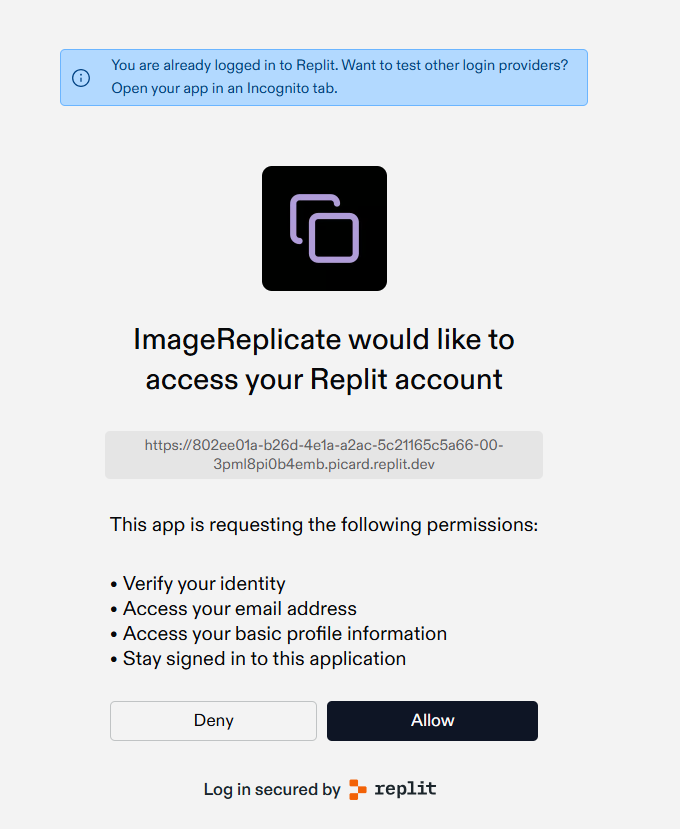 You are already logged in to Replit. Want to test other login providers?
Open your app in an Incognito tab.
ImageReplicate would like to
access your Replit account
https://802ee01a-b26d-4e1a-a2ac-5c21165c5a66-00-
3pml8pi0b4emb.picard.replit.dev
This app is requesting the following permissions:
• Verify your identity
• Access your email address
• Access your basic profile information
• Stay signed in to this application
Deny Allow
Log in secured by replit